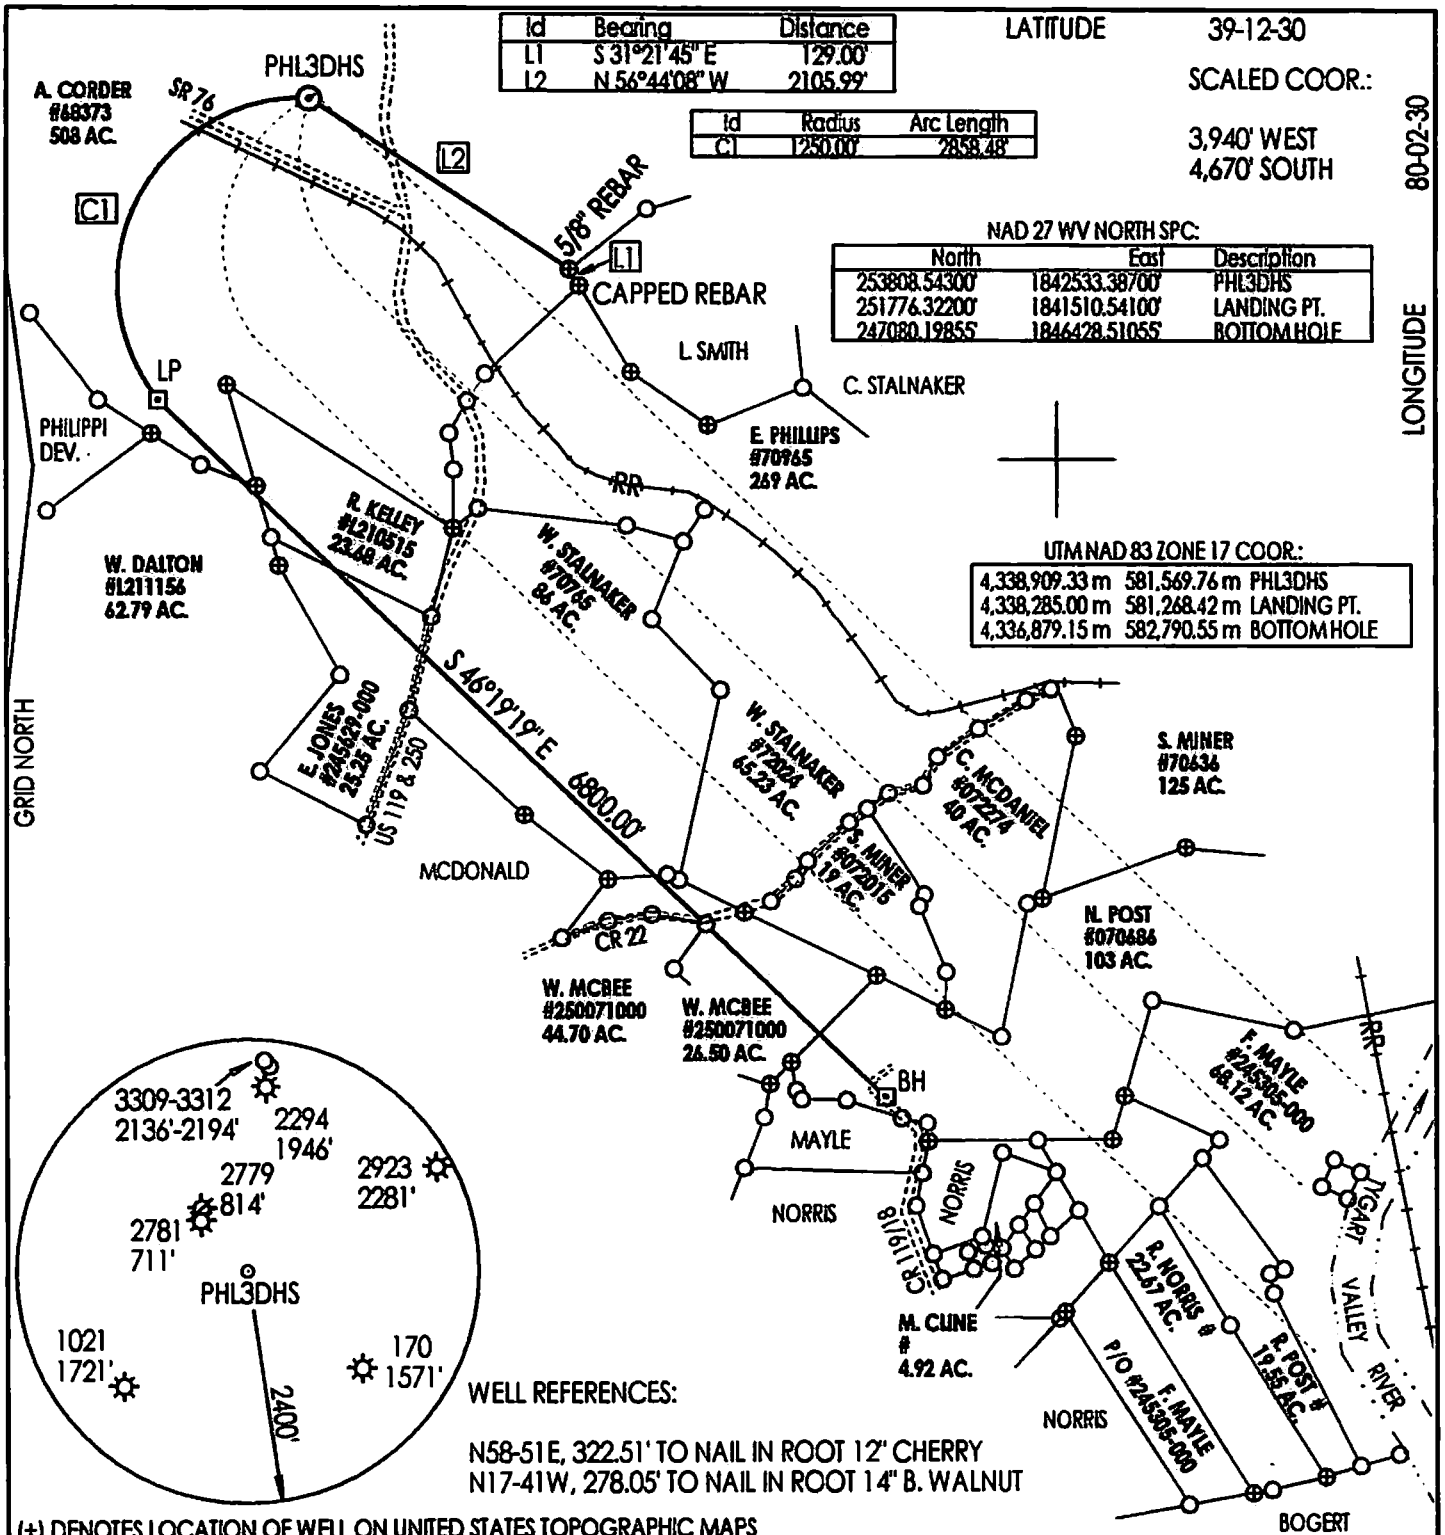 Id Bearing Distance
L1 S 31°21'45" E 129.00'
L2 N 56°44'08" W 2105.99'
LATITUDE 39-12-30
SCALED COOR.:
3,940' WEST
4,670' SOUTH
80-02-30
LONGITUDE
Id Radius Arc Length
C1 1250.00' 2858.48'
PHL3DHS
A. CORDER
#68373
508 AC.
SR 76
L2
C1
5/8" REBAR
L1
CAPPED REBAR
NAD 27 WV NORTH SPC:
North East Description
253808.54300' 1842533.38700' PHL3DHS
251776.32200' 1841510.54100' LANDING PT.
247080.19855' 1846428.51055' BOTTOM HOLE
L. SMITH
C. STALNAKER
LP
PHILIPPI
DEV.
E. PHILLIPS
#70965
269 AC.
RR
R. KELLEY
#L210515
23.68 AC.
W. STALNAKER
#70765
86 AC.
W. DALTON
#L211156
62.79 AC.
UTM NAD 83 ZONE 17 COOR.:
4,338,909.33 m 581,569.76 m PHL3DHS
4,338,285.00 m 581,268.42 m LANDING PT.
4,336,879.15 m 582,790.55 m BOTTOM HOLE
GRID NORTH
S 46°19'19" E 6800.00'
E. JONES
#245629-000
25.25 AC.
US 119 & 250
W. STALNAKER
#72024
65.23 AC.
C. MCDANIEL
#072274
40 AC.
S. MINER
#70636
125 AC.
MCDONALD
S. MINER
#072015
19 AC.
CR 22
N. POST
#070686
103 AC.
W. MCBEE
#250071000
44.70 AC.
W. MCBEE
#250071000
26.50 AC.
F. MAYLE
#245305-000
68.12 AC.
RR
BH
MAYLE
NORRIS
NORRIS
CR 119/18
TYGART VALLEY RIVER
3309-3312
2136'-2194'
2294
1946'
2779
814'
2923
2281'
2781
711'
PHL3DHS
1021
1721'
170
1571'
2400'
M. CLINE
#
4.92 AC.
R. NORRIS #
22.67 AC.
R. POST #
19.55 AC.
F. MAYLE
P/O #245305-000
NORRIS
WELL REFERENCES:
N58-51E, 322.51' TO NAIL IN ROOT 12" CHERRY
N17-41W, 278.05' TO NAIL IN ROOT 14" B. WALNUT
BOGERT
(+) DENOTES LOCATION OF WELL ON UNITED STATES TOPOGRAPHIC MAPS